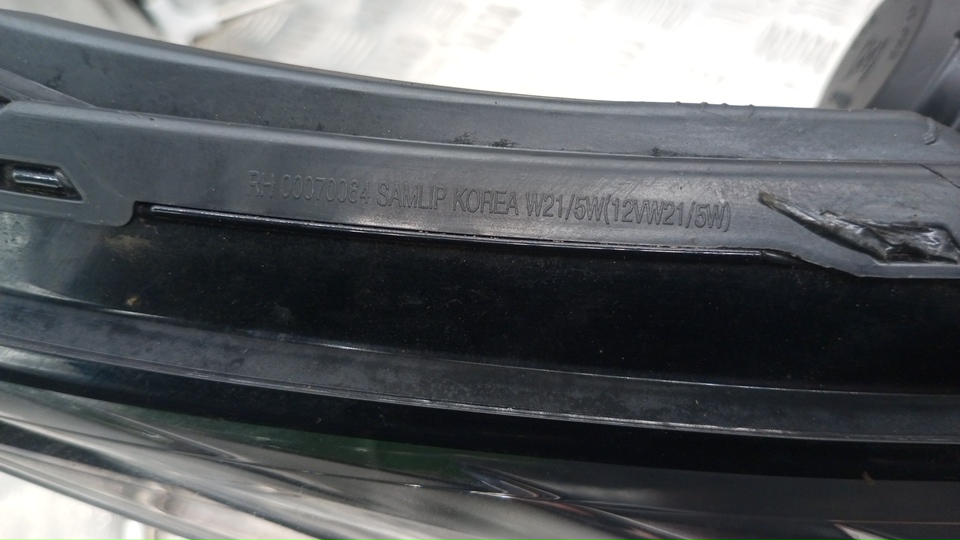 RH 00070064 SAMLIP KOREA W21/5W(12VW21/5W)